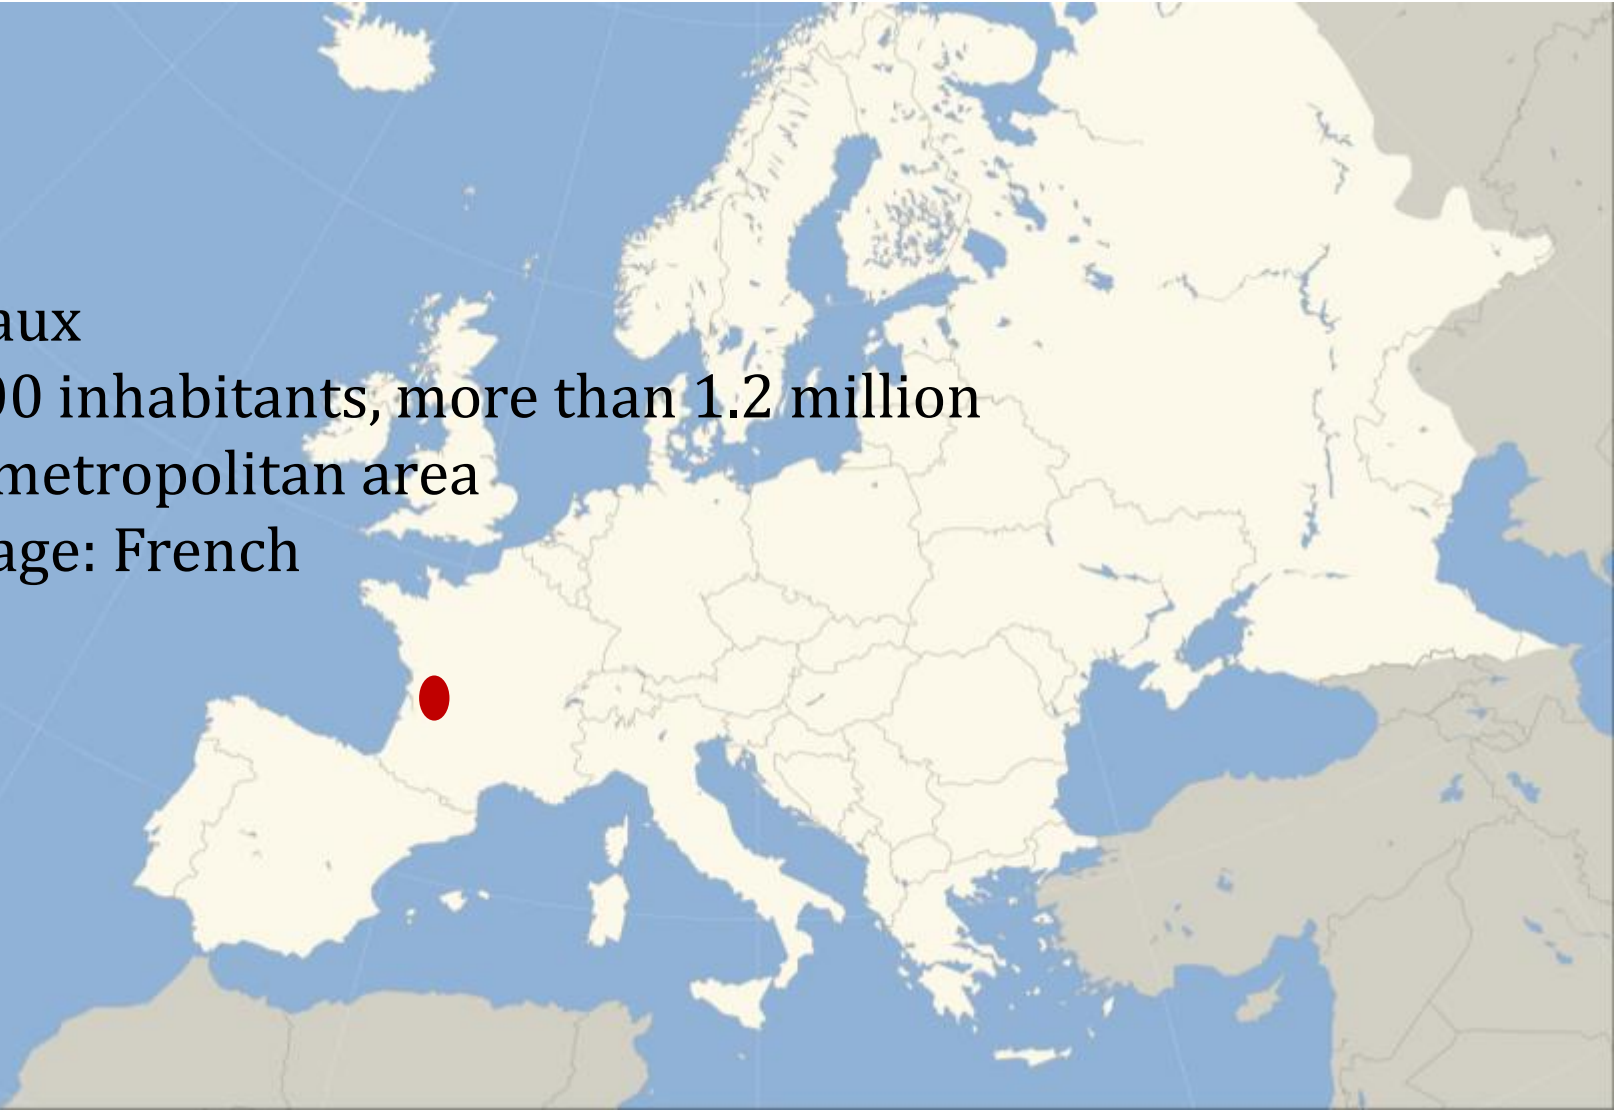 aux
00 inhabitants, more than 1.2 million
metropolitan area
age: French